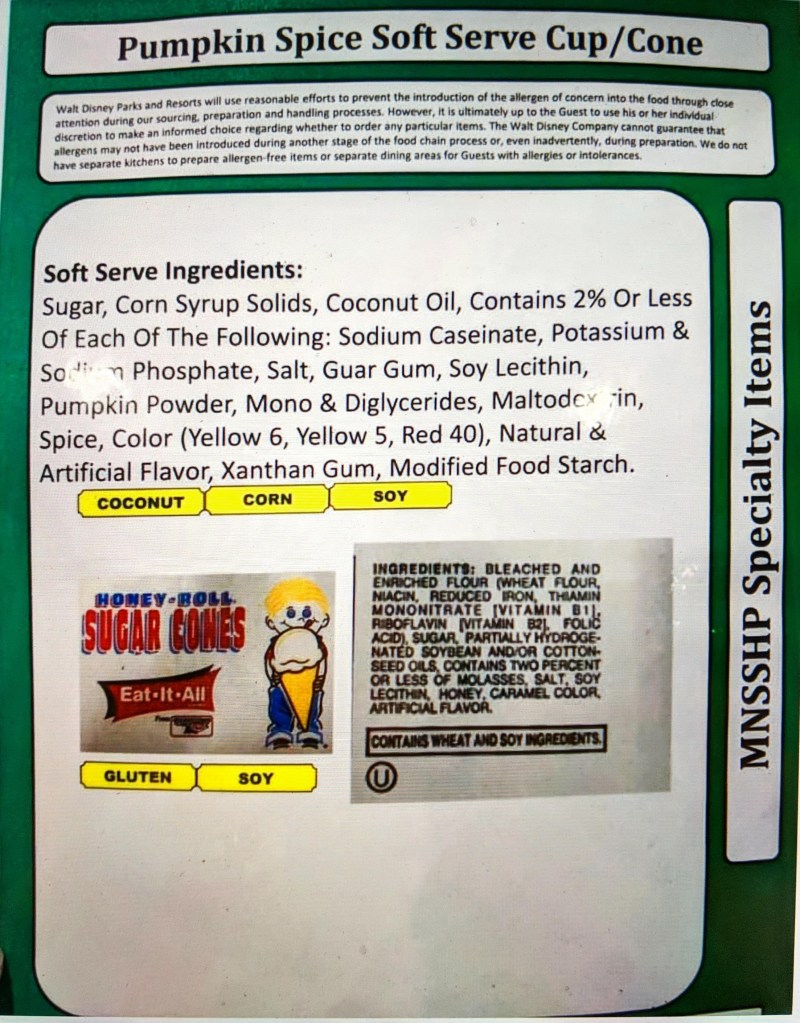 Pumpkin Spice Soft Serve Cup/Cone
Walt Disney Parks and Resorts will use reasonable efforts to prevent the introduction of the allergen of concern into the food through close
attention during our sourcing, preparation and handling processes. However, it is ultimately up to the Guest to use his or her individual
discretion to make an informed choice regarding whether to order any particular items. The Walt Disney Company cannot guarantee that
allergens may not have been introduced during another stage of the food chain process or, even inadvertently, during preparation. We do not
have separate kitchens to prepare allergen-free items or separate dining areas for Guests with allergies or intolerances.
Soft Serve Ingredients:
Sugar, Corn Syrup Solids, Coconut Oil, Contains 2% Or Less
Of Each Of The Following: Sodium Caseinate, Potassium &
Sodium Phosphate, Salt, Guar Gum, Soy Lecithin,
Pumpkin Powder, Mono & Diglycerides, Maltodextrin,
Spice, Color (Yellow 6, Yellow 5, Red 40), Natural &
Artificial Flavor, Xanthan Gum, Modified Food Starch.
COCONUT CORN SOY
HONEY-ROLL
SUGAR CONES
Eat-It-All
GLUTEN SOY
INGREDIENTS: BLEACHED AND
ENRICHED FLOUR (WHEAT FLOUR,
NIACIN, REDUCED IRON, THIAMIN
MONONITRATE [VITAMIN B1],
RIBOFLAVIN [VITAMIN B2], FOLIC
ACID), SUGAR, PARTIALLY HYDROGE-
NATED SOYBEAN AND/OR COTTON-
SEED OILS, CONTAINS TWO PERCENT
OR LESS OF MOLASSES, SALT, SOY
LECITHIN, HONEY, CARAMEL COLOR,
ARTIFICIAL FLAVOR.
CONTAINS WHEAT AND SOY INGREDIENTS.
U
MNSSHP Specialty Items